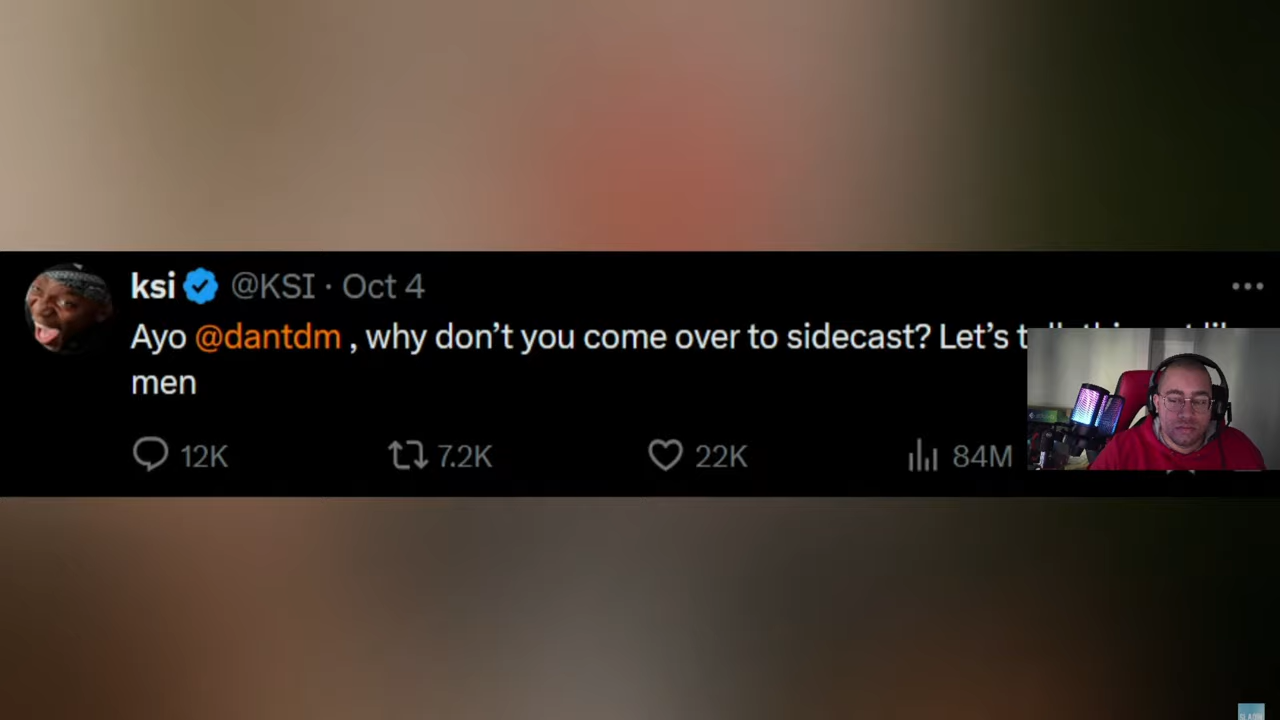 ksi @KSI · Oct 4
Ayo @dantdm , why don’t you come over to sidecast? Let’s
men
12K 7.2K 22K 84M